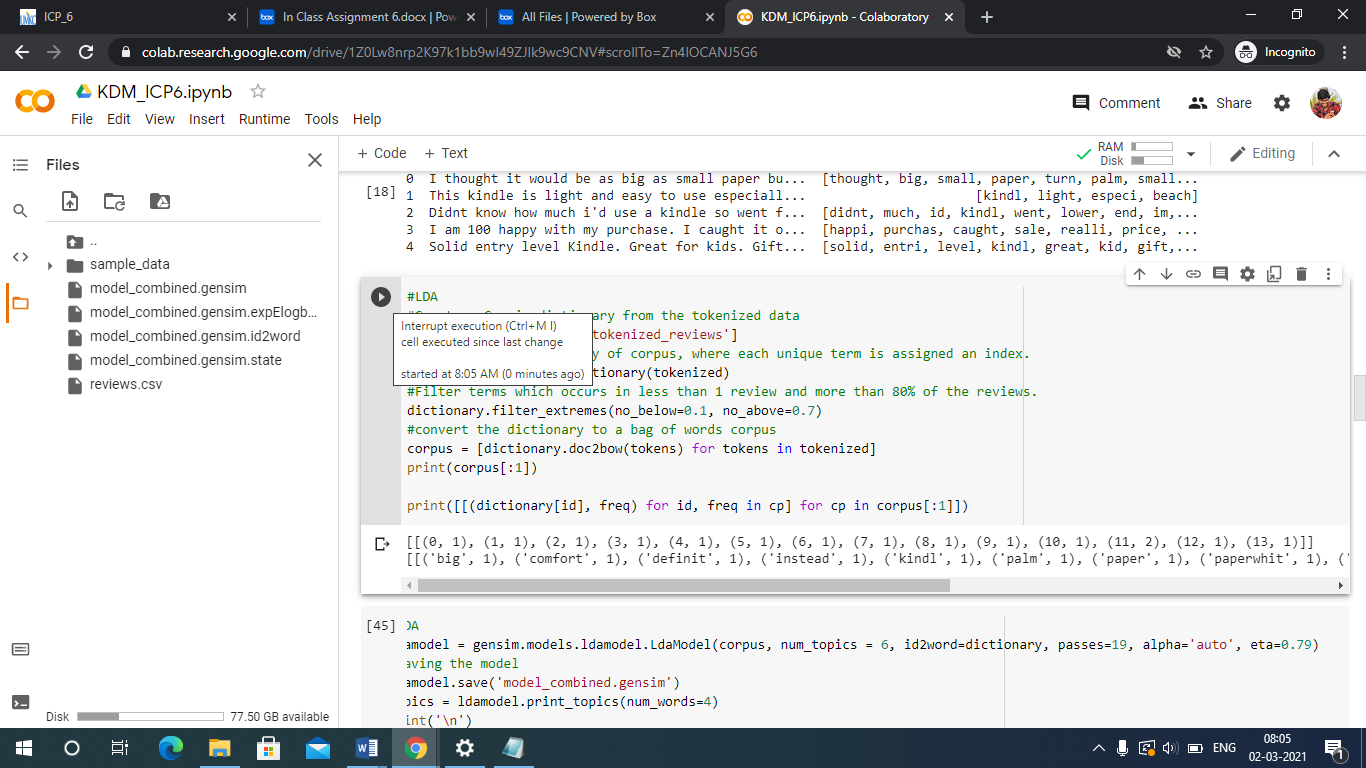 ICP_6
In Class Assignment 6.docx | Pow
All Files | Powered by Box
KDM_ICP6.ipynb - Colaboratory
colab.research.google.com/drive/1Z0Lw8nrp2K97k1bb9wI49ZJIk9wc9CNV#scrollTo=Zn4IOCANJ5G6
Incognito
KDM_ICP6.ipynb
File Edit View Insert Runtime Tools Help
Comment
Share
Files
+ Code + Text
RAM
Disk
Editing
..
sample_data
model_combined.gensim
model_combined.gensim.expElogb...
model_combined.gensim.id2word
model_combined.gensim.state
reviews.csv
Disk 77.50 GB available
[18]
0 I thought it would be as big as small paper bu... [thought, big, small, paper, turn, palm, small...
1 This kindle is light and easy to use especiall... [kindl, light, especi, beach]
2 Didnt know how much i'd use a kindle so went f... [didnt, much, id, kindl, went, lower, end, im,...
3 I am 100 happy with my purchase. I caught it o... [happi, purchas, caught, sale, realli, price, ...
4 Solid entry level Kindle. Great for kids. Gift... [solid, entri, level, kindl, great, kid, gift,...
#LDA
from the tokenized data
tokenized_reviews']
y of corpus, where each unique term is assigned an index.
tionary(tokenized)
Interrupt execution (Ctrl+M I)
cell executed since last change
started at 8:05 AM (0 minutes ago)
#Filter terms which occurs in less than 1 review and more than 80% of the reviews.
dictionary.filter_extremes(no_below=0.1, no_above=0.7)
#convert the dictionary to a bag of words corpus
corpus = [dictionary.doc2bow(tokens) for tokens in tokenized]
print(corpus[:1])
print([[(dictionary[id], freq) for id, freq in cp] for cp in corpus[:1]])
[[(0, 1), (1, 1), (2, 1), (3, 1), (4, 1), (5, 1), (6, 1), (7, 1), (8, 1), (9, 1), (10, 1), (11, 2), (12, 1), (13, 1)]]
[[('big', 1), ('comfort', 1), ('definit', 1), ('instead', 1), ('kindl', 1), ('palm', 1), ('paper', 1), ('paperwhit', 1), ('
[45]
DA
amodel = gensim.models.ldamodel.LdaModel(corpus, num_topics = 6, id2word=dictionary, passes=19, alpha='auto', eta=0.79)
aving the model
amodel.save('model_combined.gensim')
pics = ldamodel.print_topics(num_words=4)
int('\n')
ENG
08:05
02-03-2021
1